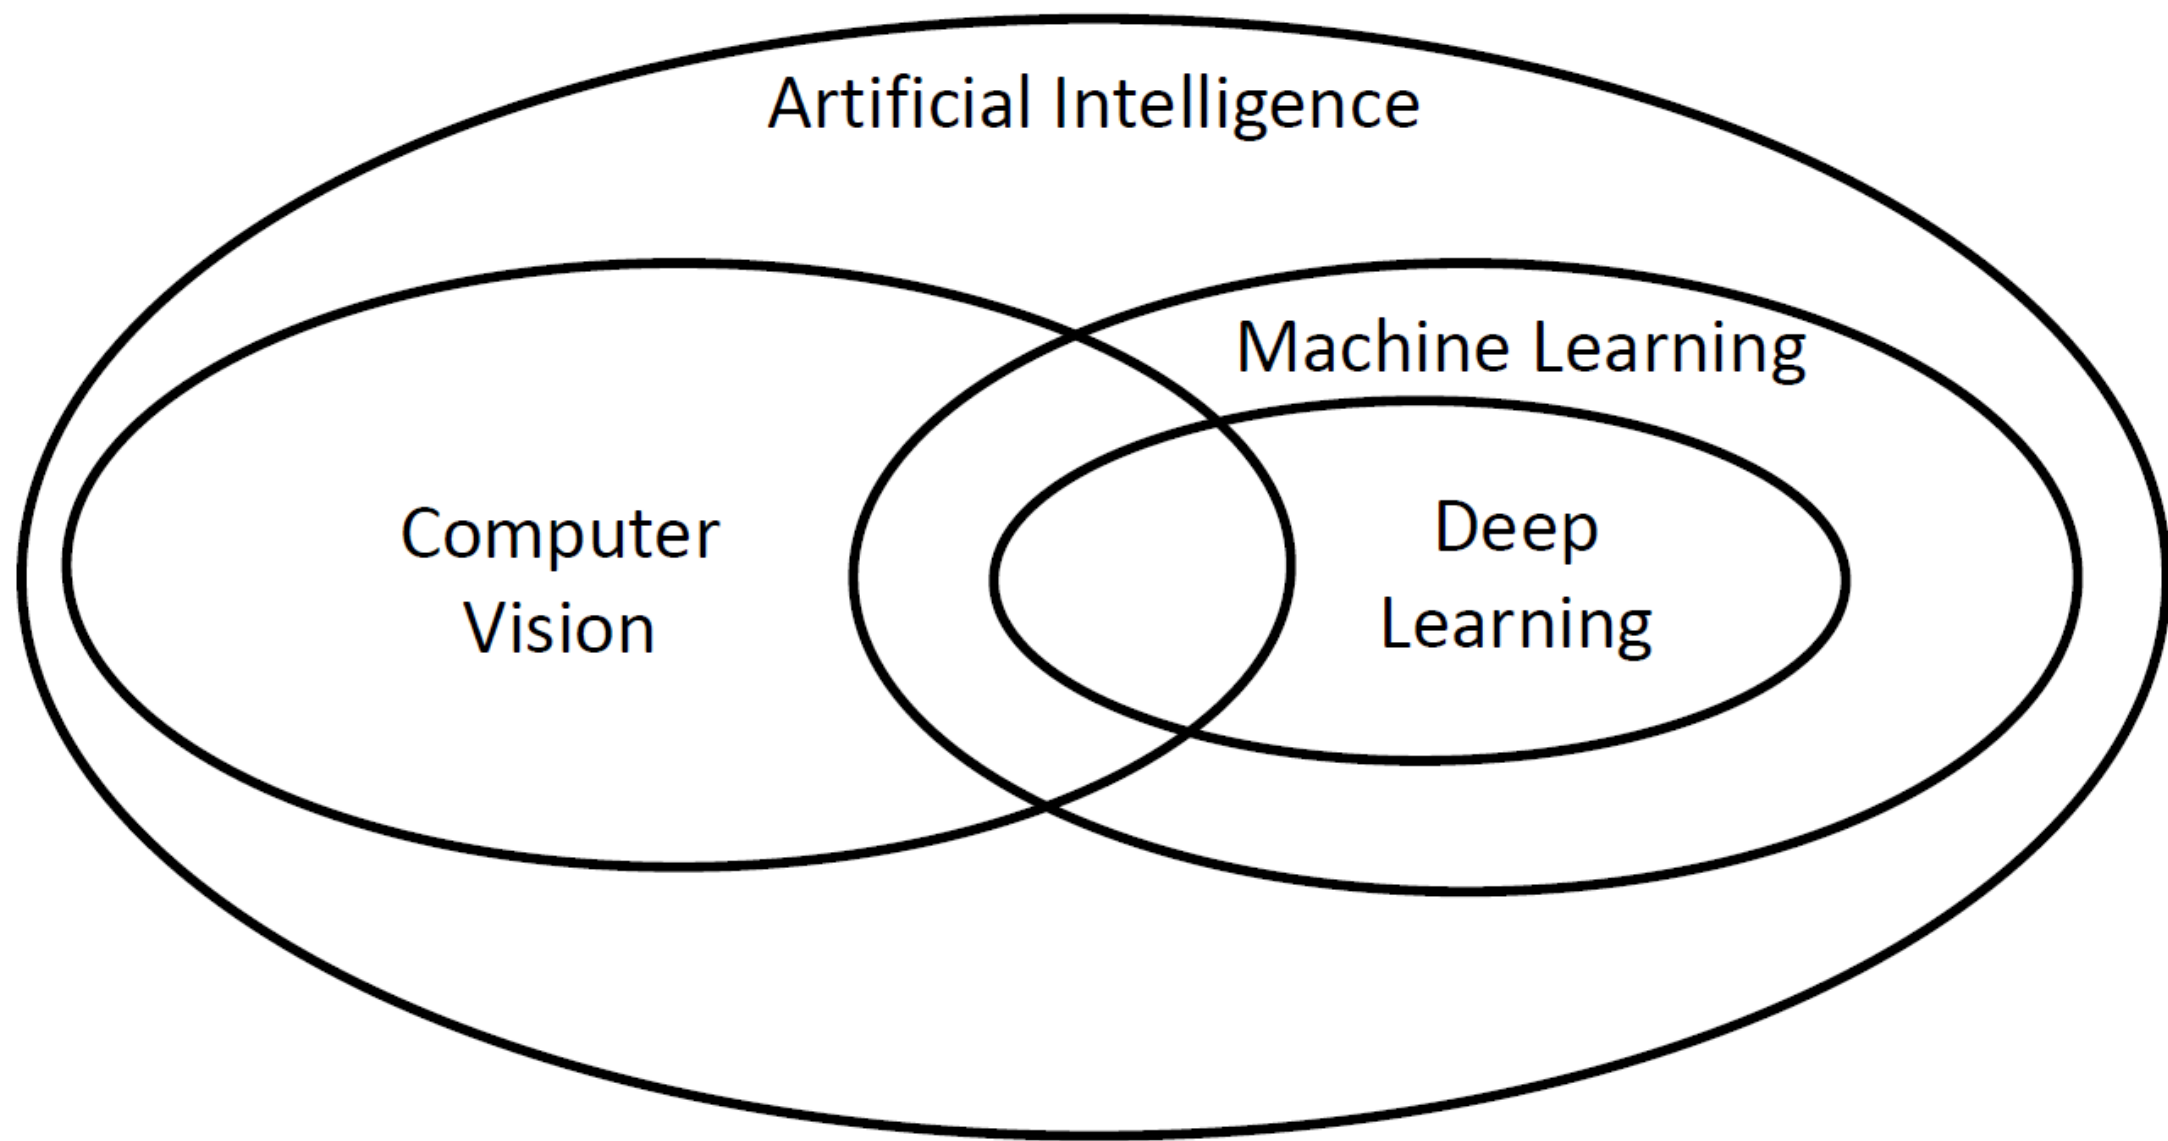 Artificial Intelligence
Machine Learning
Computer
Vision
Deep
Learning